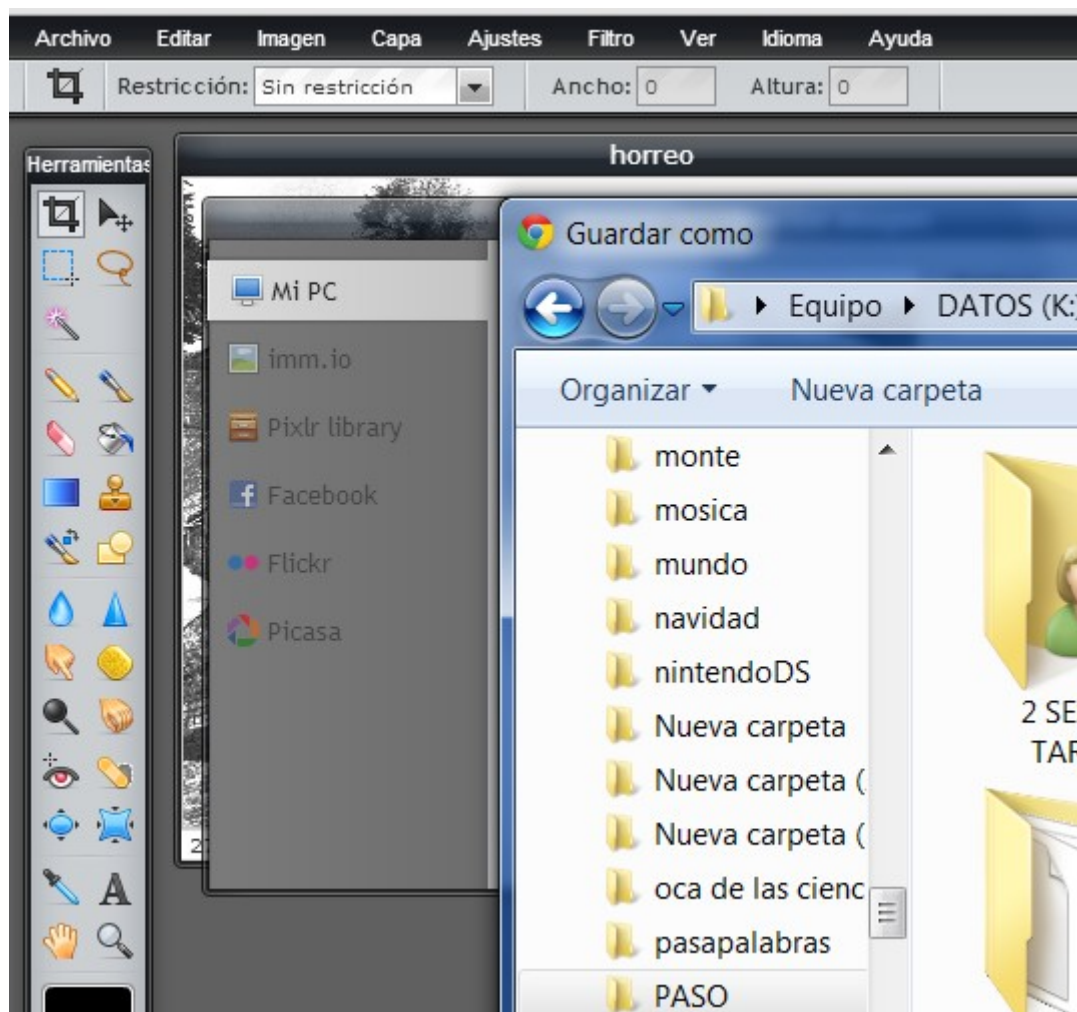 Archivo Editar Imagen Capa Ajustes Filtro Ver Idioma Ayuda
Restricción: Sin restricción Ancho: 0 Altura: 0
Herramientas
horreo
Mi PC
imm.io
Pixlr library
Facebook
Flickr
Picasa
Guardar como
Equipo DATOS (K:)
Organizar Nueva carpeta
monte
mosica
mundo
navidad
nintendoDS
Nueva carpeta
Nueva carpeta (
Nueva carpeta (
oca de las cienc
pasapalabras
PASO
2 SE
TAR
2